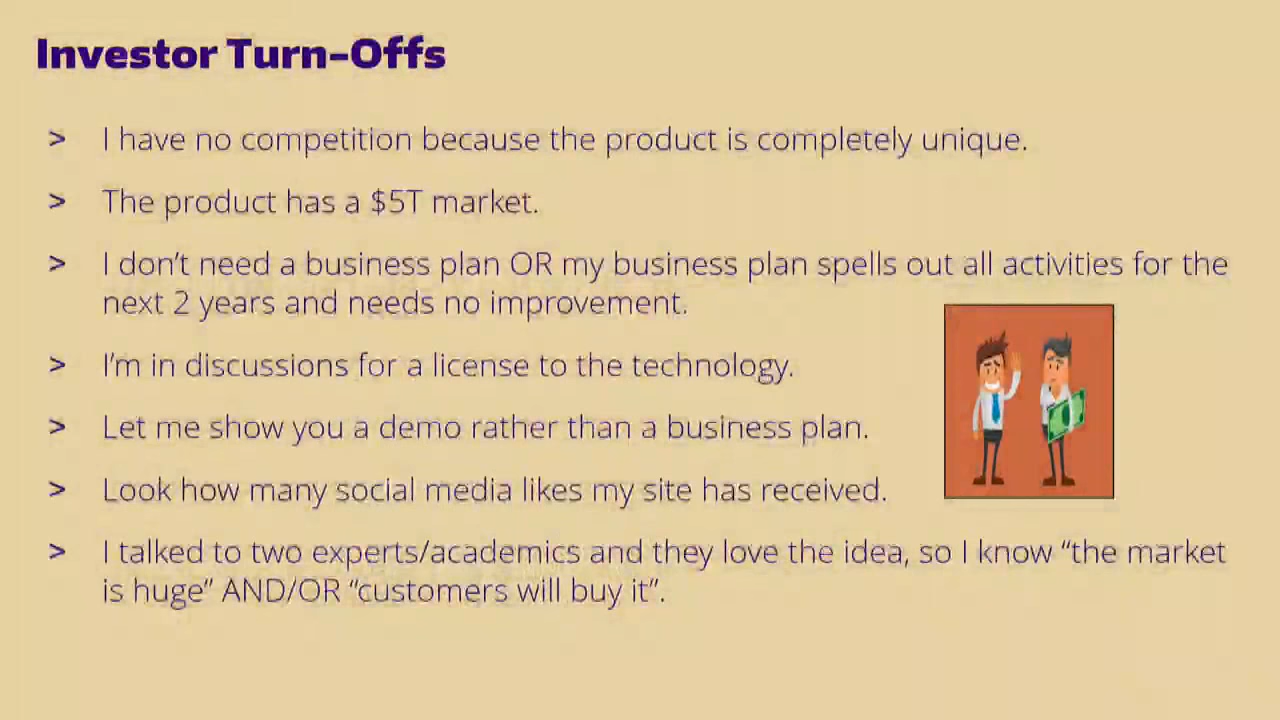 Investor Turn-Offs
> I have no competition because the product is completely unique.
> The product has a $5T market.
> I don’t need a business plan OR my business plan spells out all activities for the
next 2 years and needs no improvement.
> I’m in discussions for a license to the technology.
> Let me show you a demo rather than a business plan.
> Look how many social media likes my site has received.
> I talked to two experts/academics and they love the idea, so I know “the market
is huge” AND/OR “customers will buy it”.